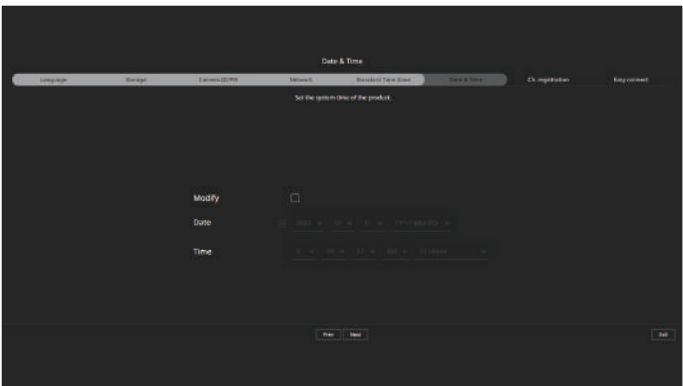 Date & Time
Language Storage Camera ID/PW Network Standard Time Zone Date & Time Ch. registration Easy connect
Set the system time of the product.
Modify
Date
Time
Prev Next Exit